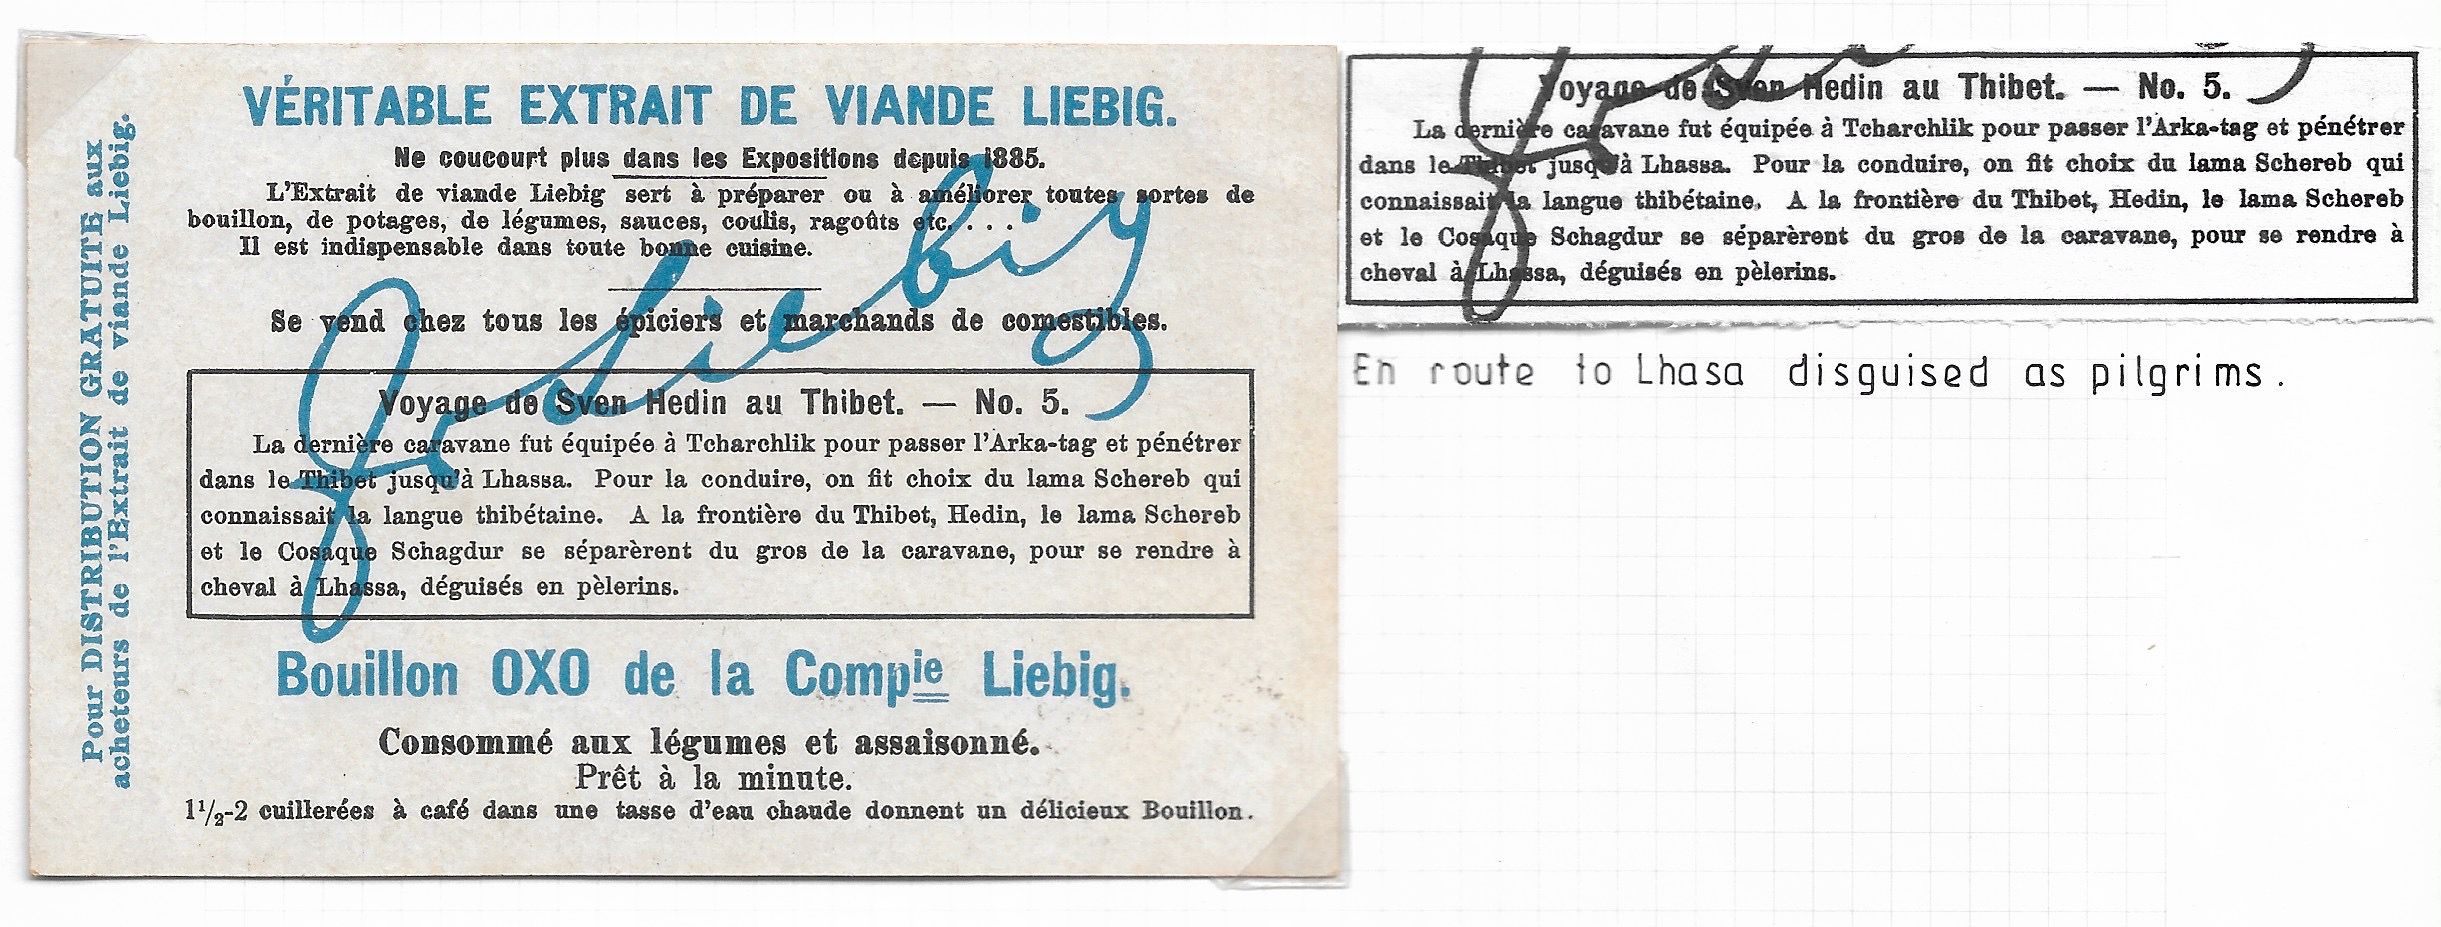 Pour DISTRIBUTION GRATUITE aux
acheteurs de l'Extrait de viande Liebig.
VÉRITABLE EXTRAIT DE VIANDE LIEBIG.
Ne coucourt plus dans les Expositions depuis 1885.
L'Extrait de viande Liebig sert à préparer ou à améliorer toutes sortes de
bouillon, de potages, de légumes, sauces, coulis, ragoûts etc. . . .
Il est indispensable dans toute bonne cuisine.
Se vend chez tous les épiciers et marchands de comestibles.
JvLiebig
Voyage de Sven Hedin au Thibet. — No. 5.
La dernière caravane fut équipée à Tcharchlik pour passer l'Arka-tag et pénétrer
dans le Thibet jusqu'à Lhassa. Pour la conduire, on fit choix du lama Schereb qui
connaissait la langue thibétaine. A la frontière du Thibet, Hedin, le lama Schereb
et le Cosaque Schagdur se séparèrent du gros de la caravane, pour se rendre à
cheval à Lhassa, déguisés en pèlerins.
Bouillon OXO de la Compie Liebig.
Consommé aux légumes et assaisonné.
Prêt à la minute.
1½-2 cuillerées à café dans une tasse d'eau chaude donnent un délicieux Bouillon.
Voyage de Sven Hedin au Thibet. — No. 5.
La dernière caravane fut équipée à Tcharchlik pour passer l'Arka-tag et pénétrer
dans le Thibet jusqu'à Lhassa. Pour la conduire, on fit choix du lama Schereb qui
connaissait la langue thibétaine. A la frontière du Thibet, Hedin, le lama Schereb
et le Cosaque Schagdur se séparèrent du gros de la caravane, pour se rendre à
cheval à Lhassa, déguisés en pèlerins.
En route to Lhasa disguised as pilgrims.